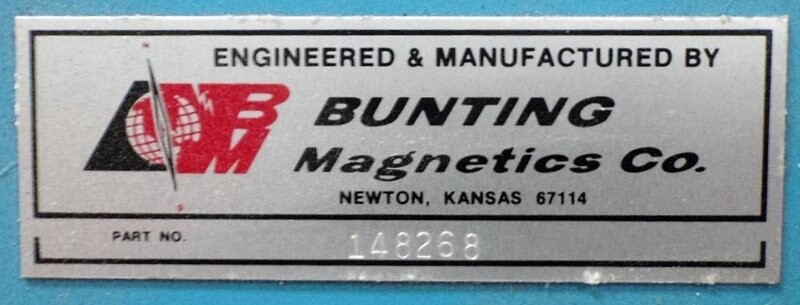 ENGINEERED & MANUFACTURED BY
N
B
M
S
BUNTING
Magnetics Co.
NEWTON, KANSAS 67114
PART NO. 148268